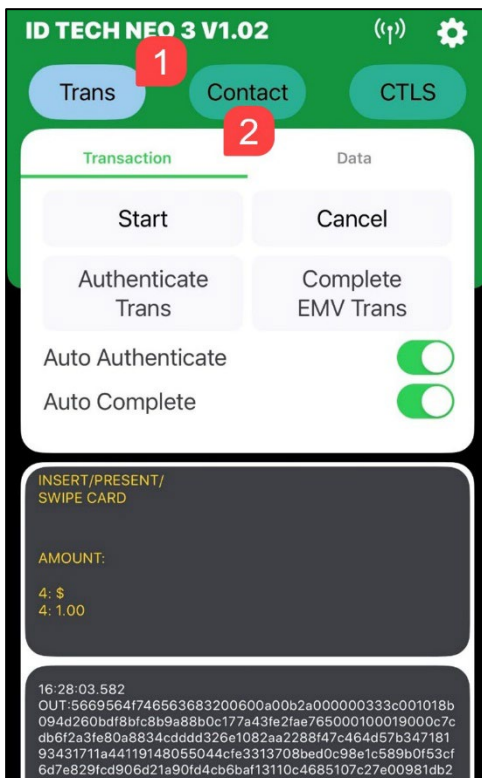 ID TECH NEO 3 V1.02
1
Trans
Contact
CTLS
2
Transaction
Data
Start
Cancel
Authenticate
Trans
Complete
EMV Trans
Auto Authenticate
Auto Complete
INSERT/PRESENT/
SWIPE CARD
AMOUNT:
4: $
4: 1.00
16:28:03.582
OUT:5669564f746563683200600a00b2a000000333c001018b
094d260bdf8bfc8b9a88b0c177a43fe2fae765000100019000c7c
db6f2a3fe80a8834cdddd326e1082aa2288f47c464d57b347181
93431711a44119148055044cfe3313708bed0c98e1c589b0f53cf
6d7e829fcd906d21a90fd4cb6baf13110c4685107c27e00981db2